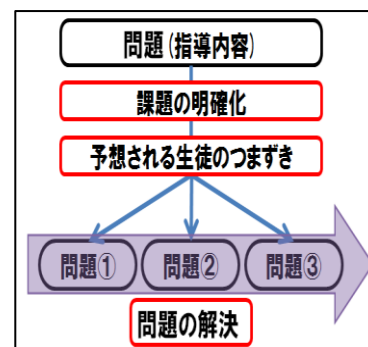 問題(指導内容)
課題の明確化
予想される生徒のつまずき
問題① 問題② 問題③
問題の解決